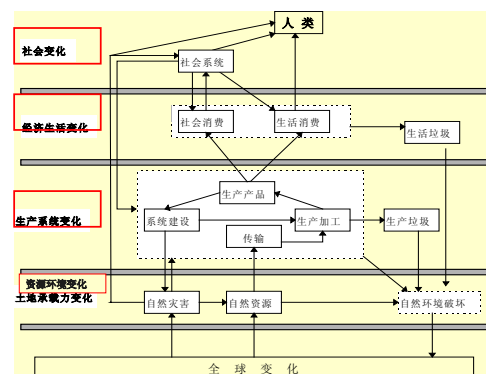 人 类
社会变化
社会系统
社会消费
生活消费
经济生活变化
生活垃圾
生产产品
生产系统变化
系统建设
生产加工
生产垃圾
传输
资源环境变化
土地承载力变化
自然灾害
自然资源
自然环境破坏
全 球 变 化